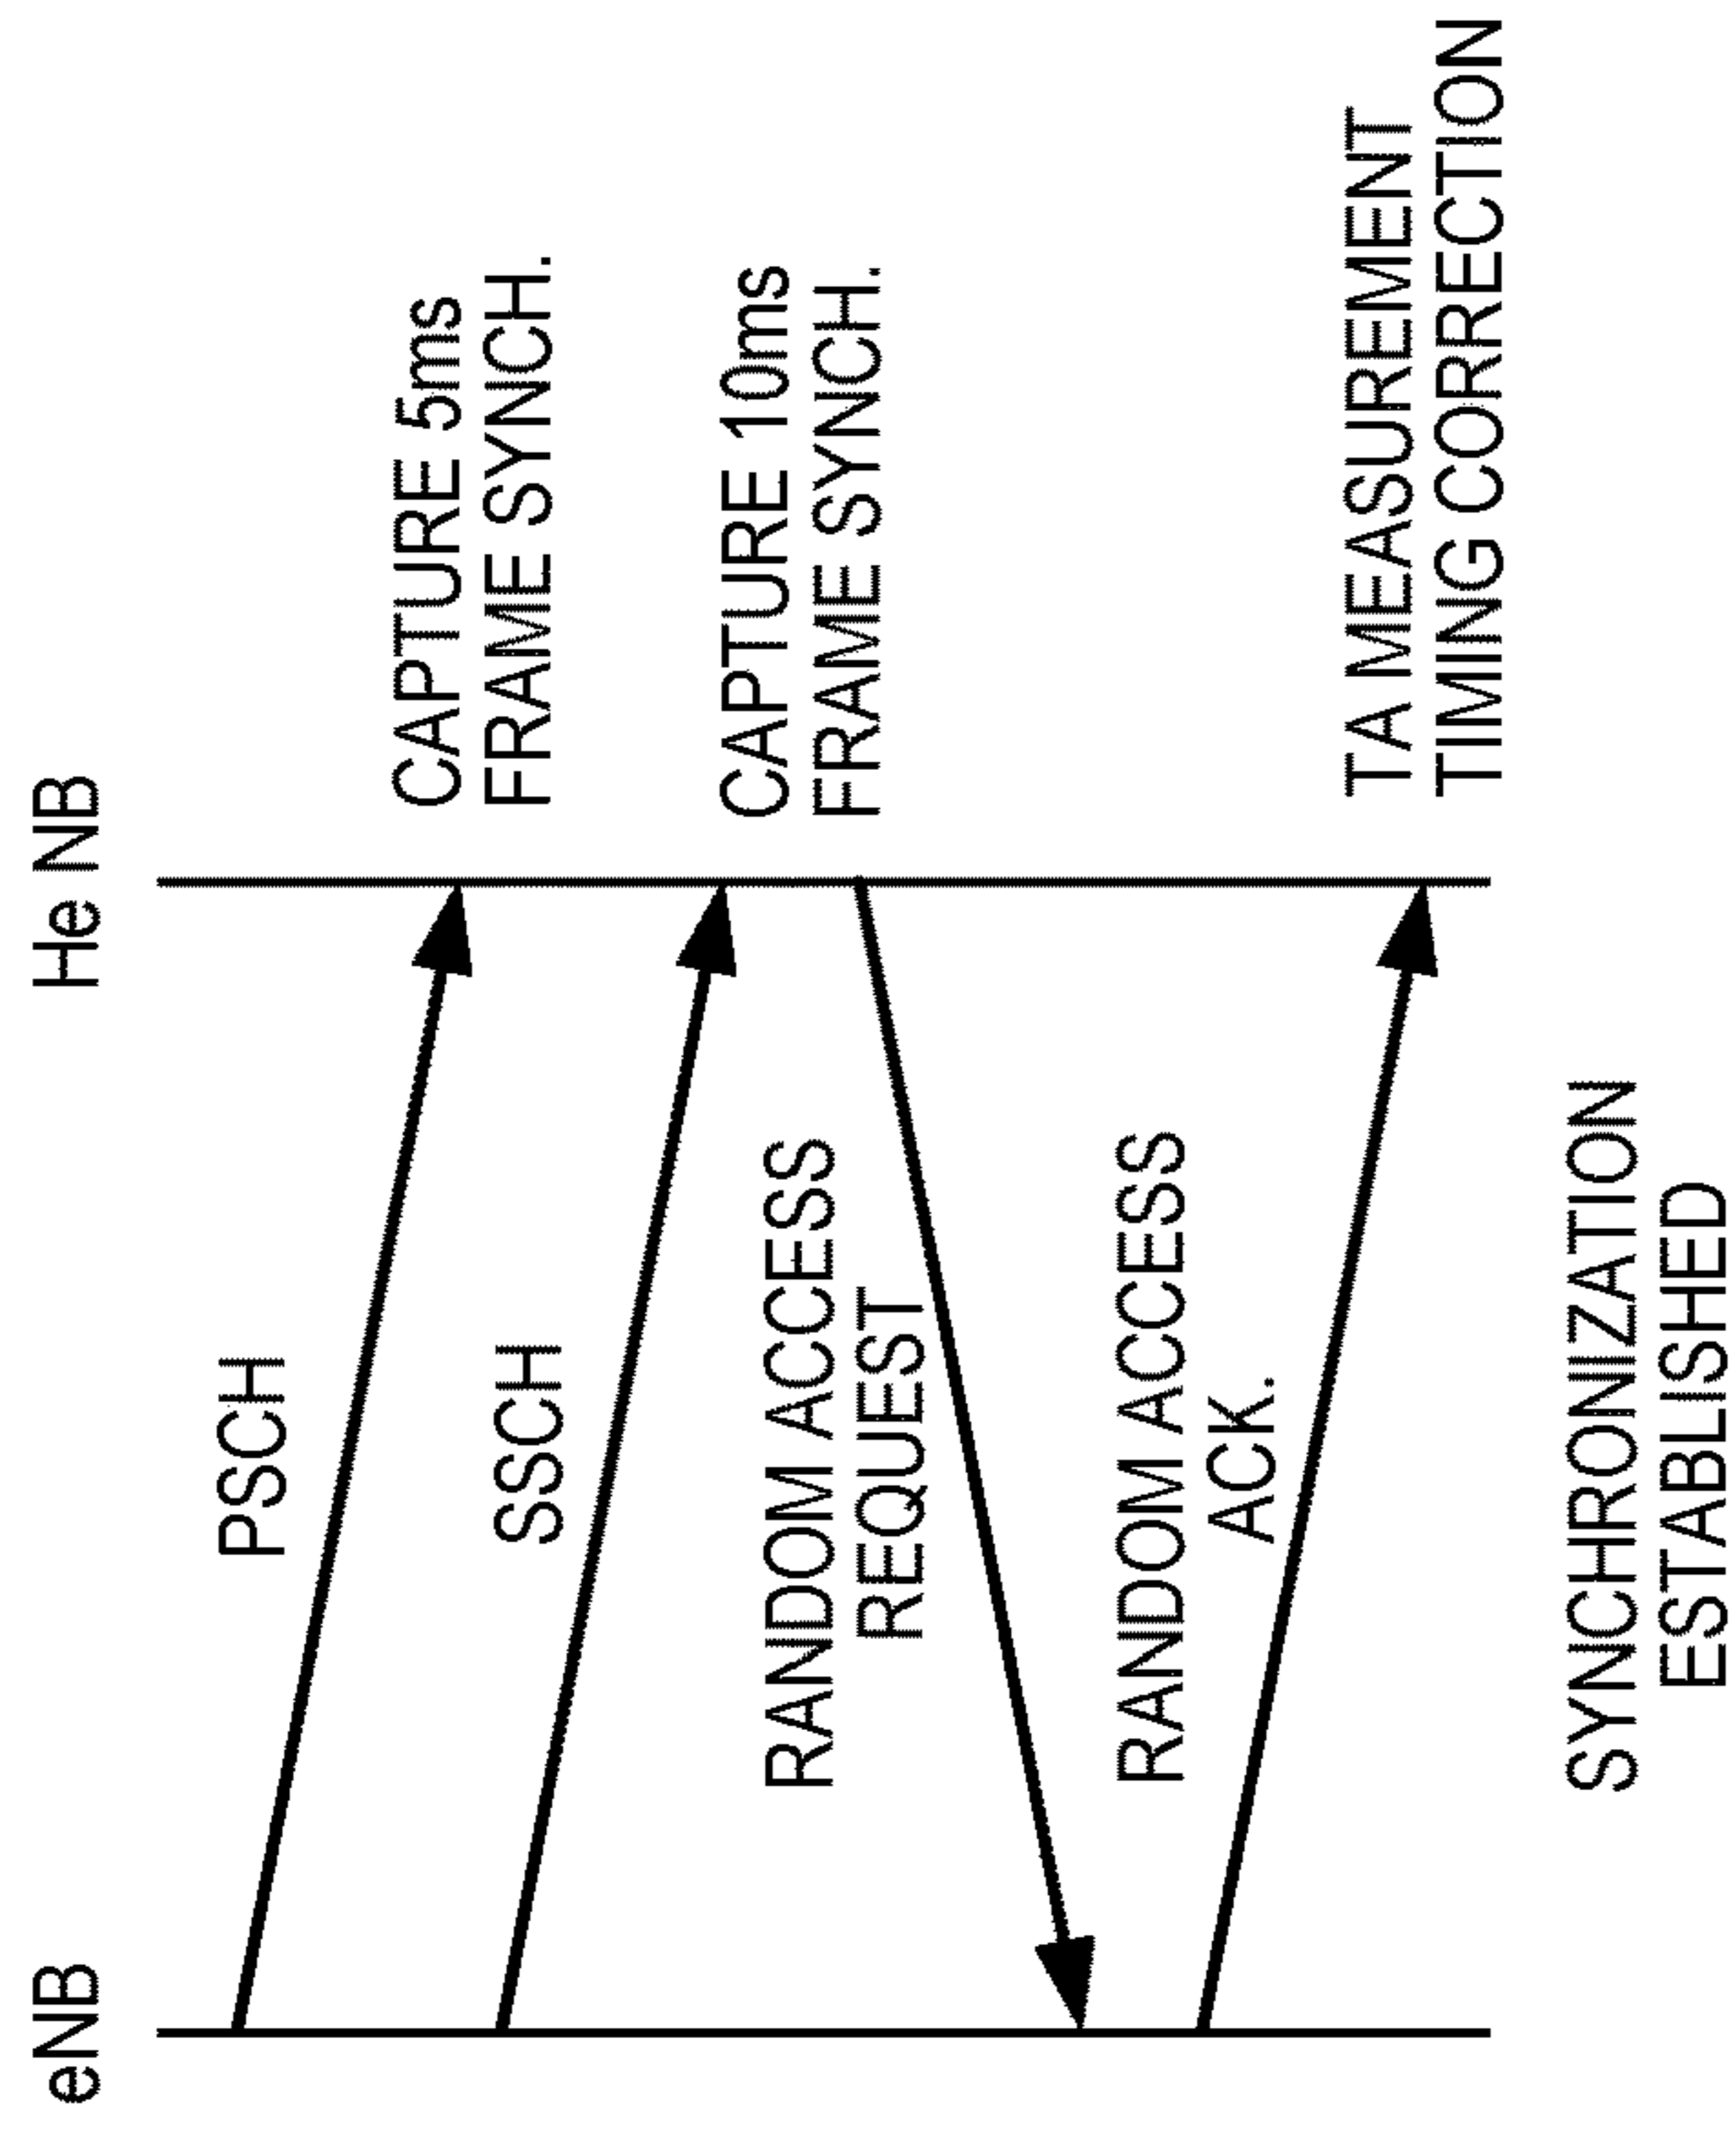 eNB
He NB
PSCH
CAPTURE 5ms
FRAME SYNCH.
SSCH
CAPTURE 10ms
FRAME SYNCH.
RANDOM ACCESS
REQUEST
RANDOM ACCESS
ACK.
TA MEASUREMENT
TIMING CORRECTION
SYNCHRONIZATION
ESTABLISHED